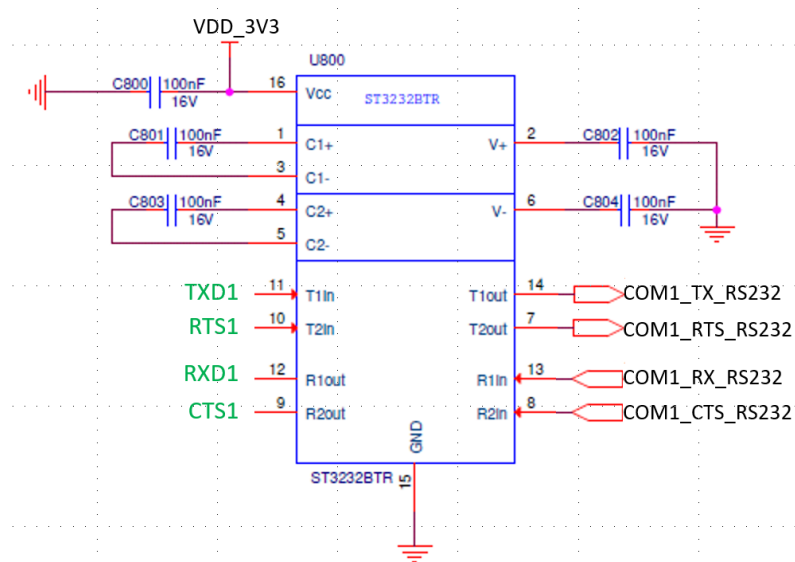 VDD_3V3
U800
C800 100nF
16V
16 Vcc
ST3232BTR
C801 100nF
16V
1 C1+
3 C1-
V+ 2
C802 100nF
16V
C803 100nF
16V
4 C2+
5 C2-
V- 6
C804 100nF
16V
TXD1 11 T1In
T1out 14 COM1_TX_RS232
RTS1 10 T2In
T2out 7 COM1_RTS_RS232
RXD1 12 R1out
R1In 13 COM1_RX_RS232
CTS1 9 R2out
R2In 8 COM1_CTS_RS232
GND
ST3232BTR
15